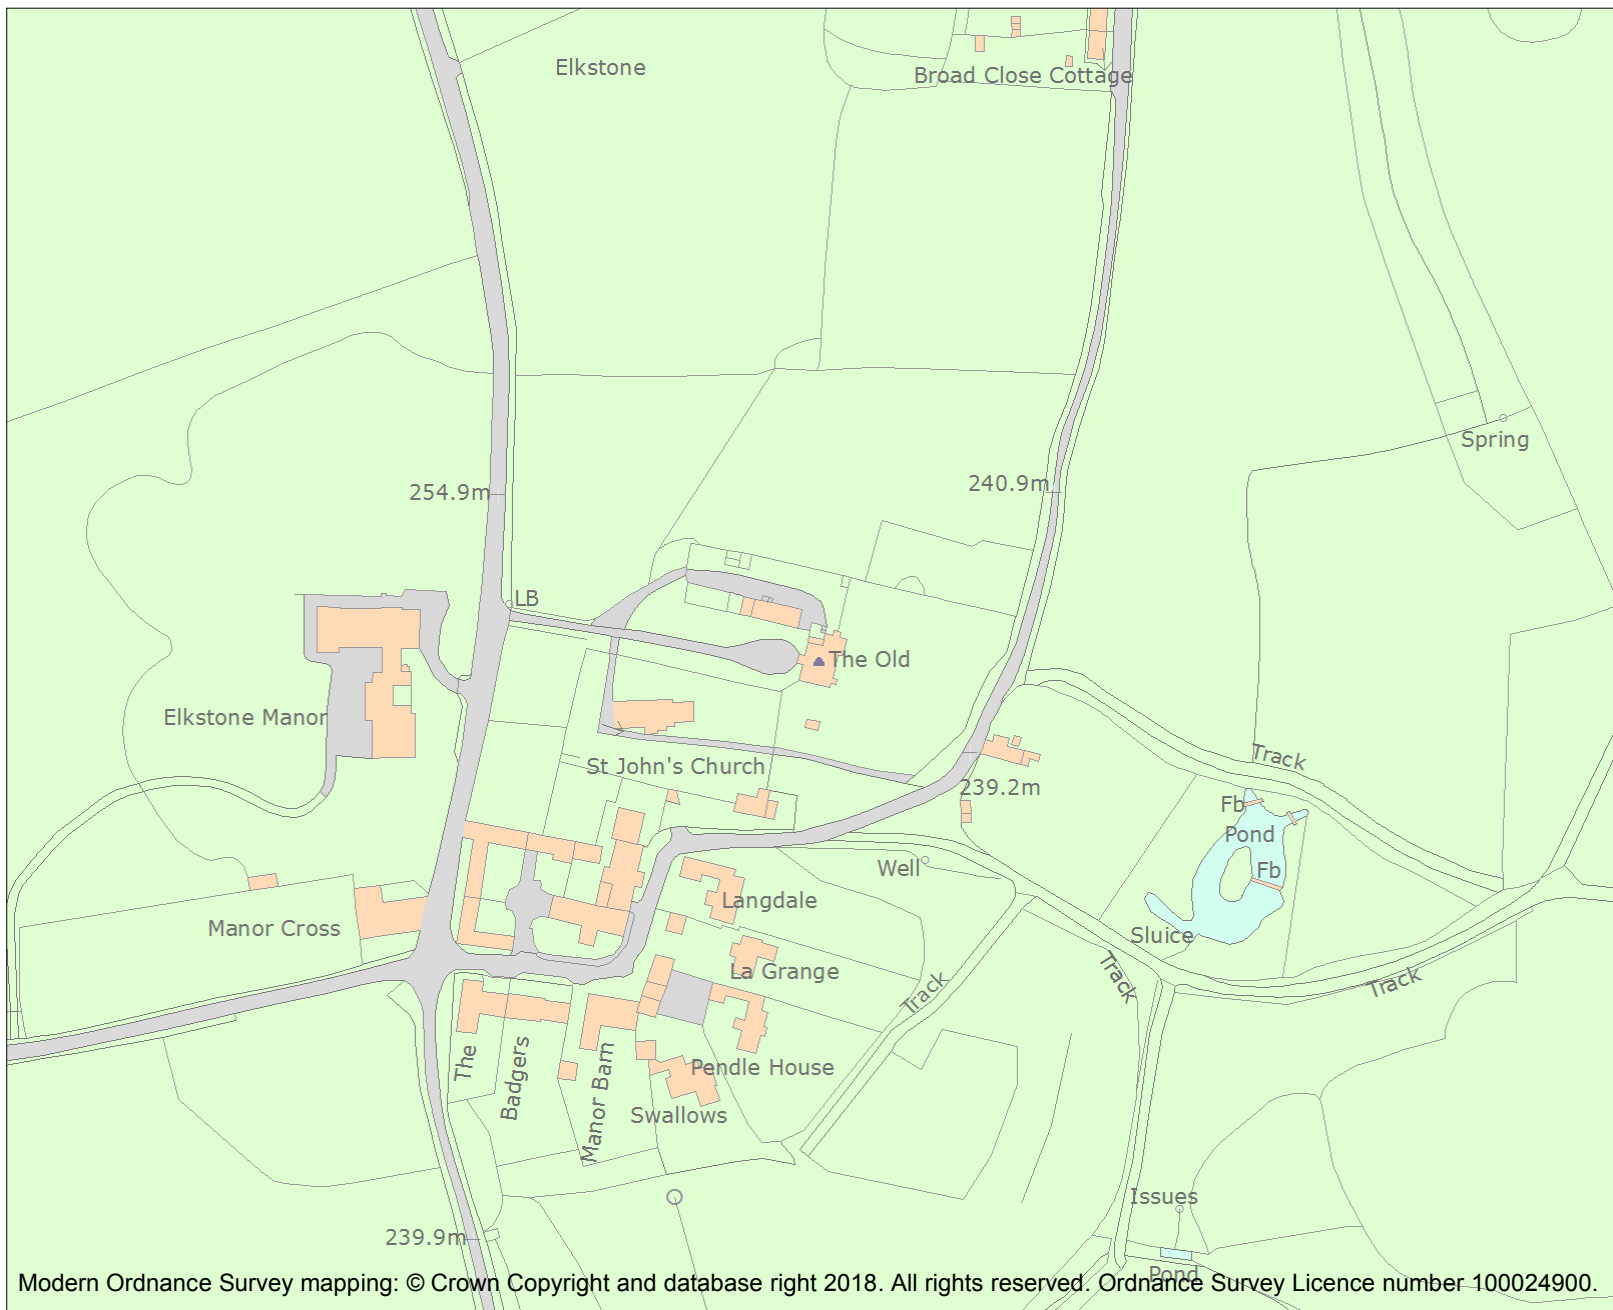 Elkstone
Broad Close Cottage
Spring
254.9m
240.9m
LB
The Old
Elkstone Manor
St John's Church
Track
239.2m
Fb
Pond
Fb
Well
Langdale
Manor Cross
Sluice
La Grange
Track
Track
Track
The
Badgers
Manor Barn
Pendle House
Swallows
Issues
239.9m
Pond
Modern Ordnance Survey mapping: © Crown Copyright and database right 2018. All rights reserved. Ordnance Survey Licence number 100024900.